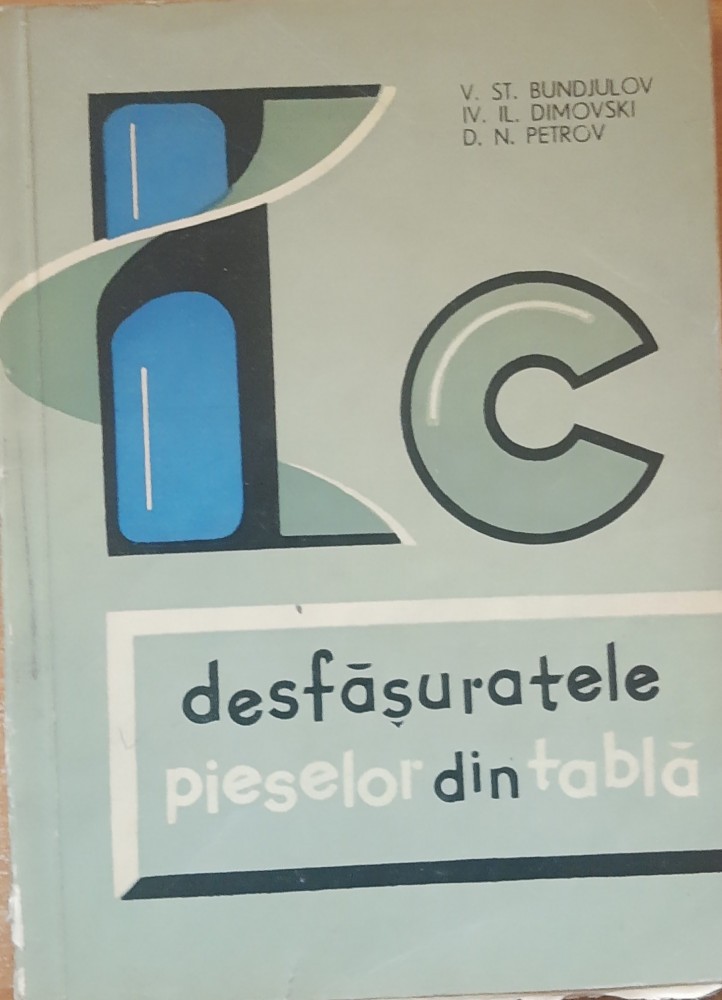 V. ST. BUNDJULOV
IV. IL. DIMOVSKI
D. N. PETROV
desfășuratele
pieselor din tablă